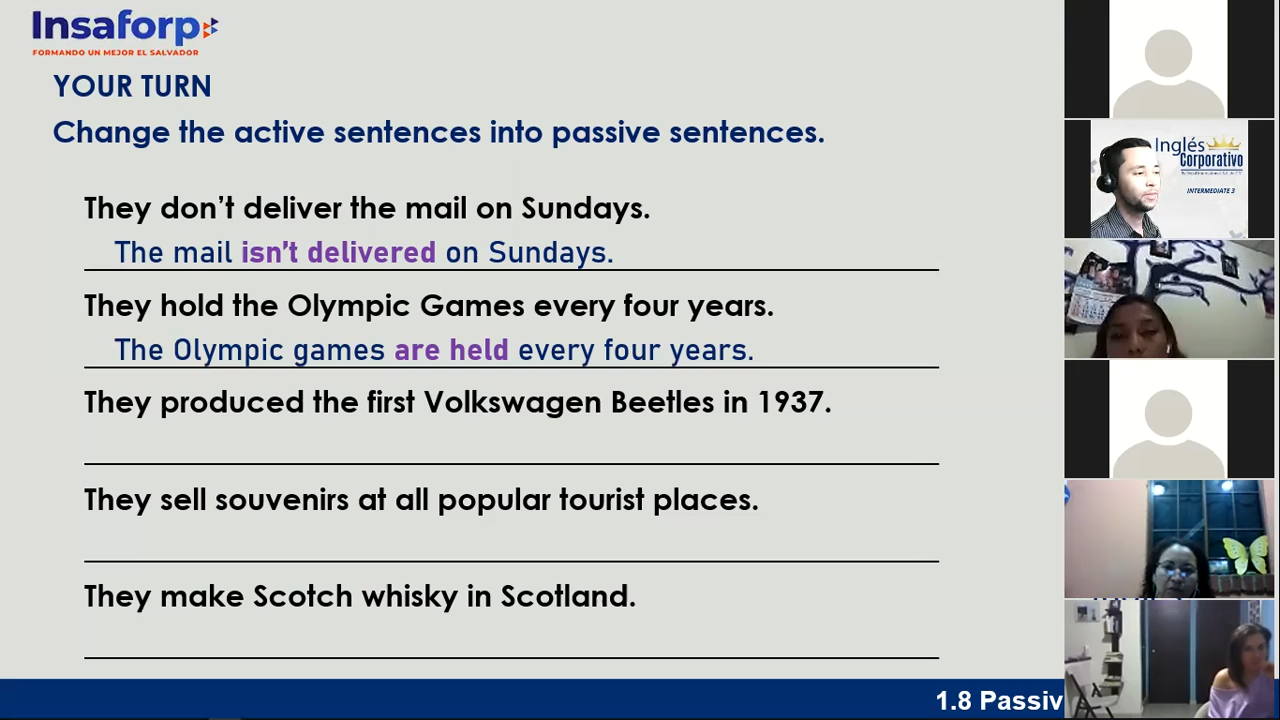 Insaforp
FORMANDO UN MEJOR EL SALVADOR
YOUR TURN
Change the active sentences into passive sentences.
They don't deliver the mail on Sundays.
The mail isn't delivered on Sundays.
They hold the Olympic Games every four years.
The Olympic games are held every four years.
They produced the first Volkswagen Beetles in 1937.
They sell souvenirs at all popular tourist places.
They make Scotch whisky in Scotland.
1.8 Passiv
Inglés
Corporativo
INTERMEDIATE 3